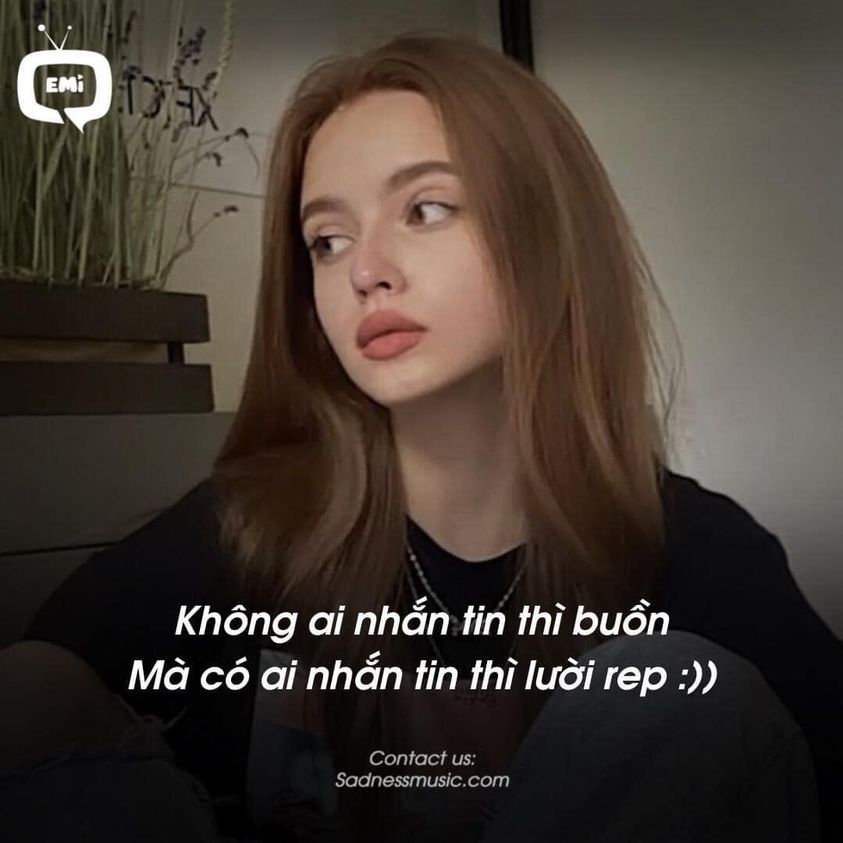 EMi
Không ai nhắn tin thì buồn
Mà có ai nhắn tin thì lười rep :))
Contact us:
Sadnessmusic.com